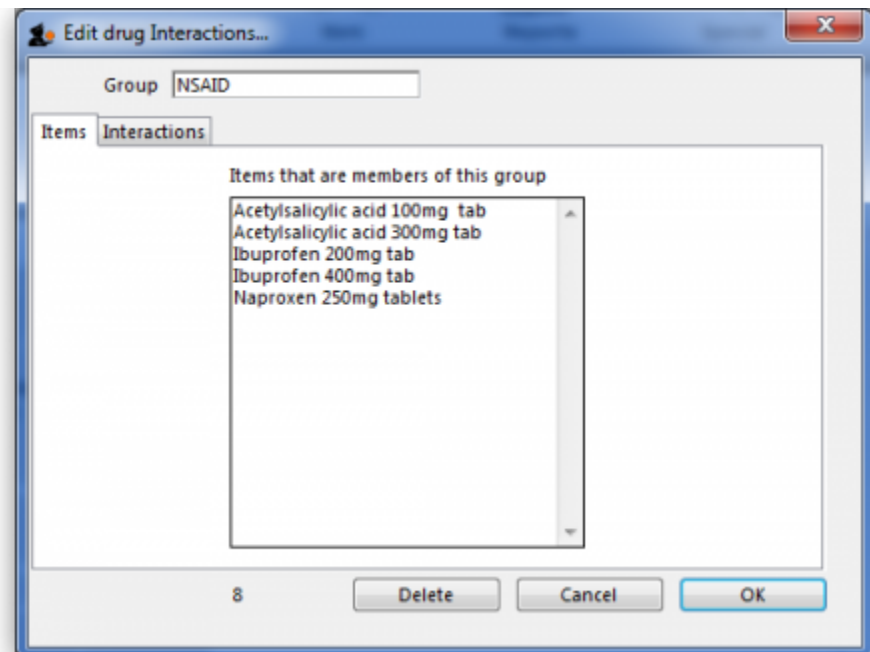 Edit drug Interactions...
Group NSAID
Items Interactions
Items that are members of this group
Acetylsalicylic acid 100mg  tab
Acetylsalicylic acid 300mg tab
Ibuprofen 200mg tab
Ibuprofen 400mg tab
Naproxen 250mg tablets
8 Delete Cancel OK